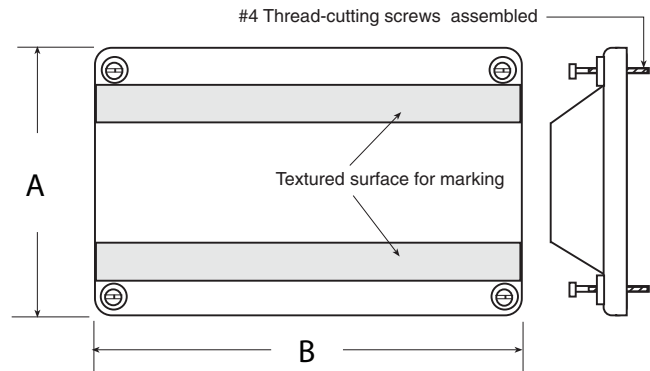 #4 Thread-cutting screws assembled
A
Textured surface for marking
B